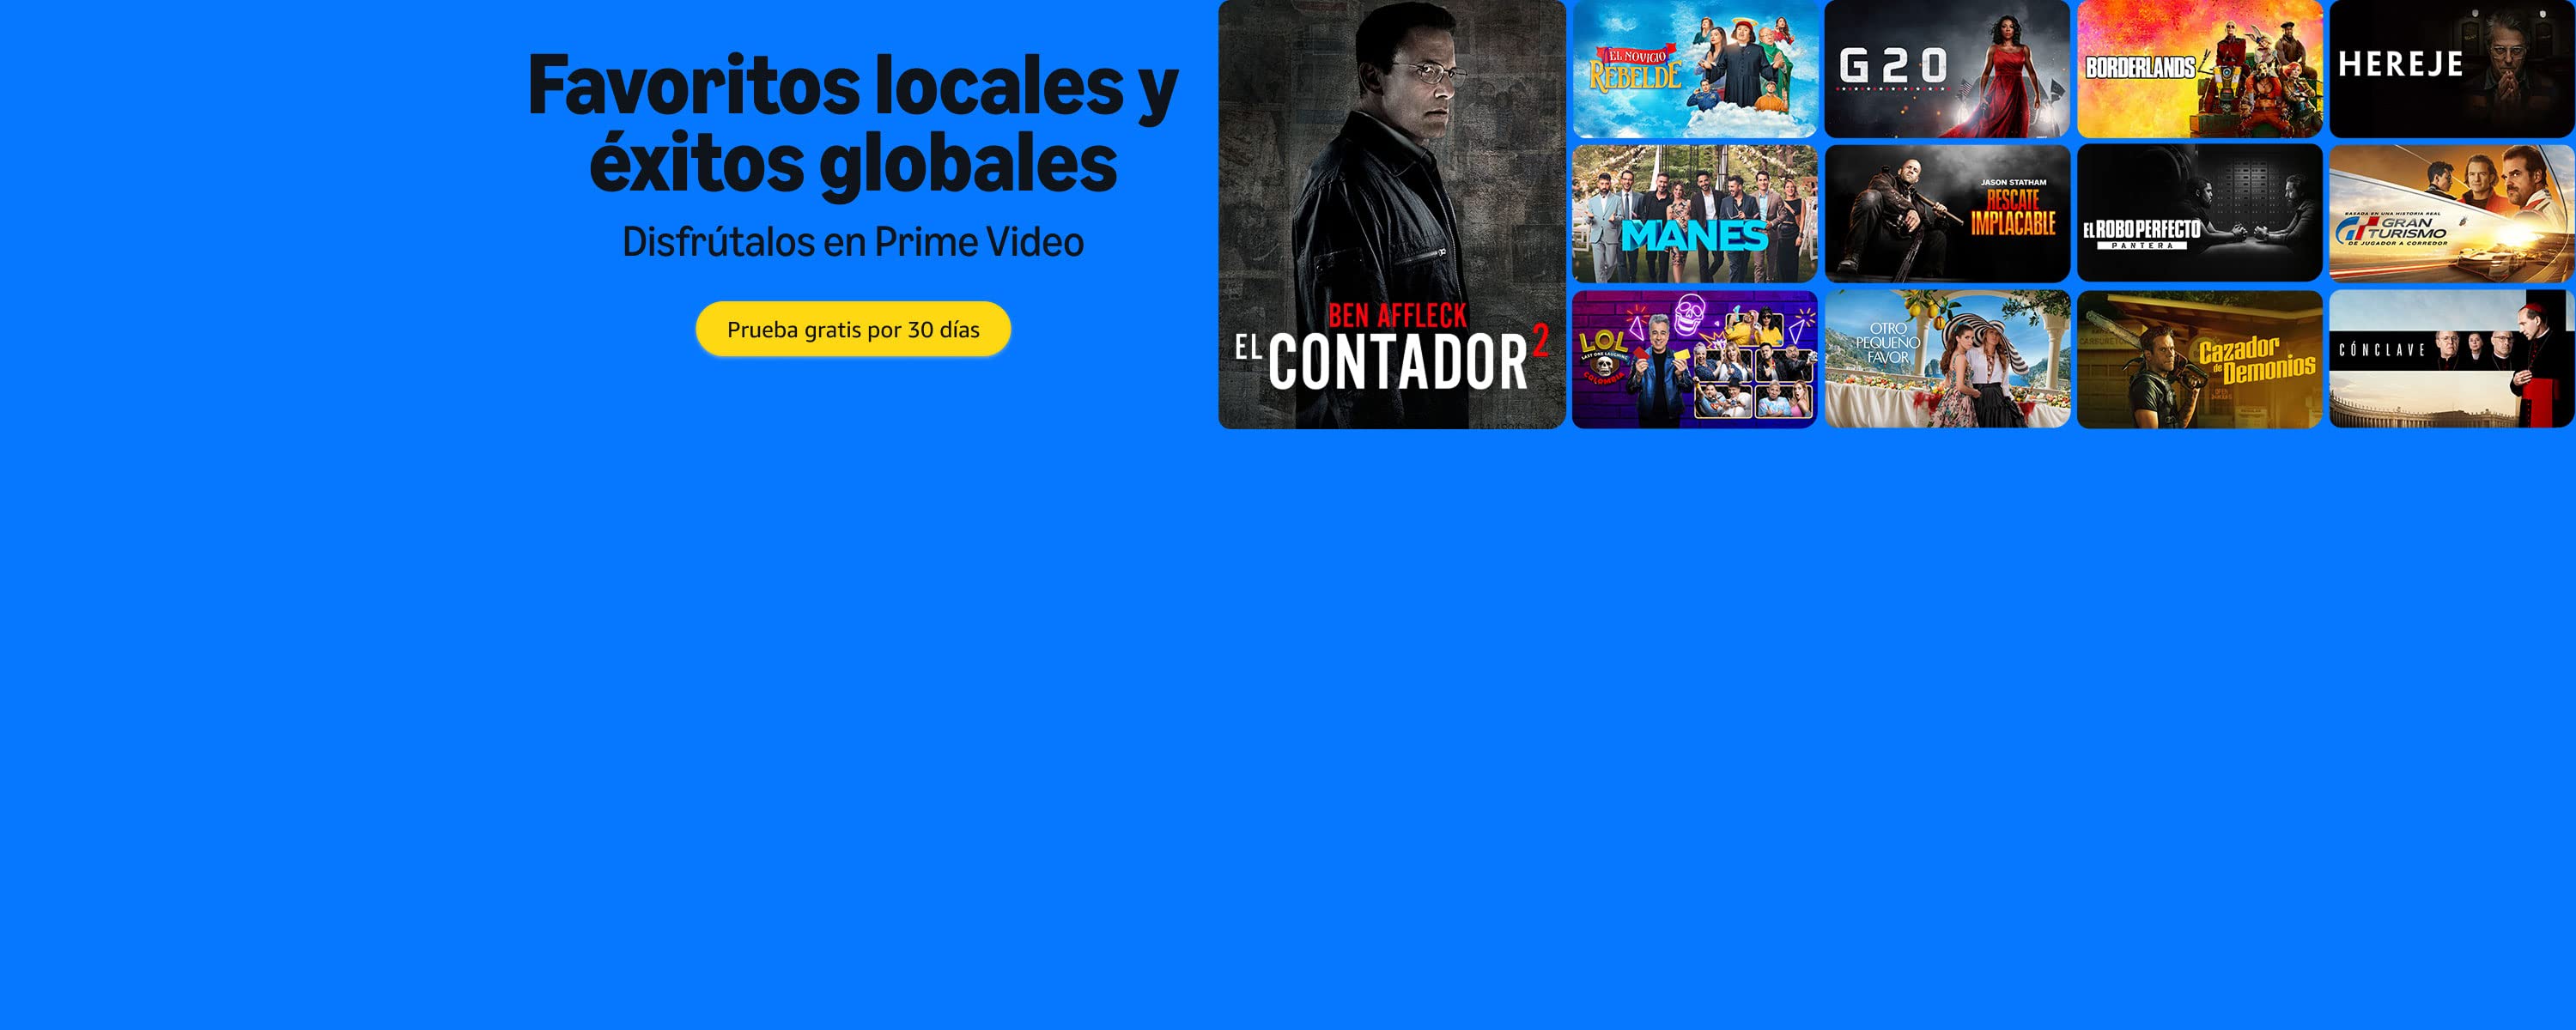 Favoritos locales y
éxitos globales
Disfrútalos en Prime Video
Prueba gratis por 30 días
BEN AFFLECK
EL CONTADOR 2
EL NOVICIO
REBELDE
G20
BORDERLANDS
HEREJE
MANES
JASON STATHAM
RESCATE
IMPLACABLE
EL ROBO PERFECTO
PANTERA
BASADA EN UNA HISTORIA REAL
GRAN
TURISMO
DE JUGADOR A CORREDOR
LOL
LAST ONE LAUGHING
COLOMBIA
OTRO
PEQUEÑO
FAVOR
Cazador
de Demonios
CÓNCLAVE